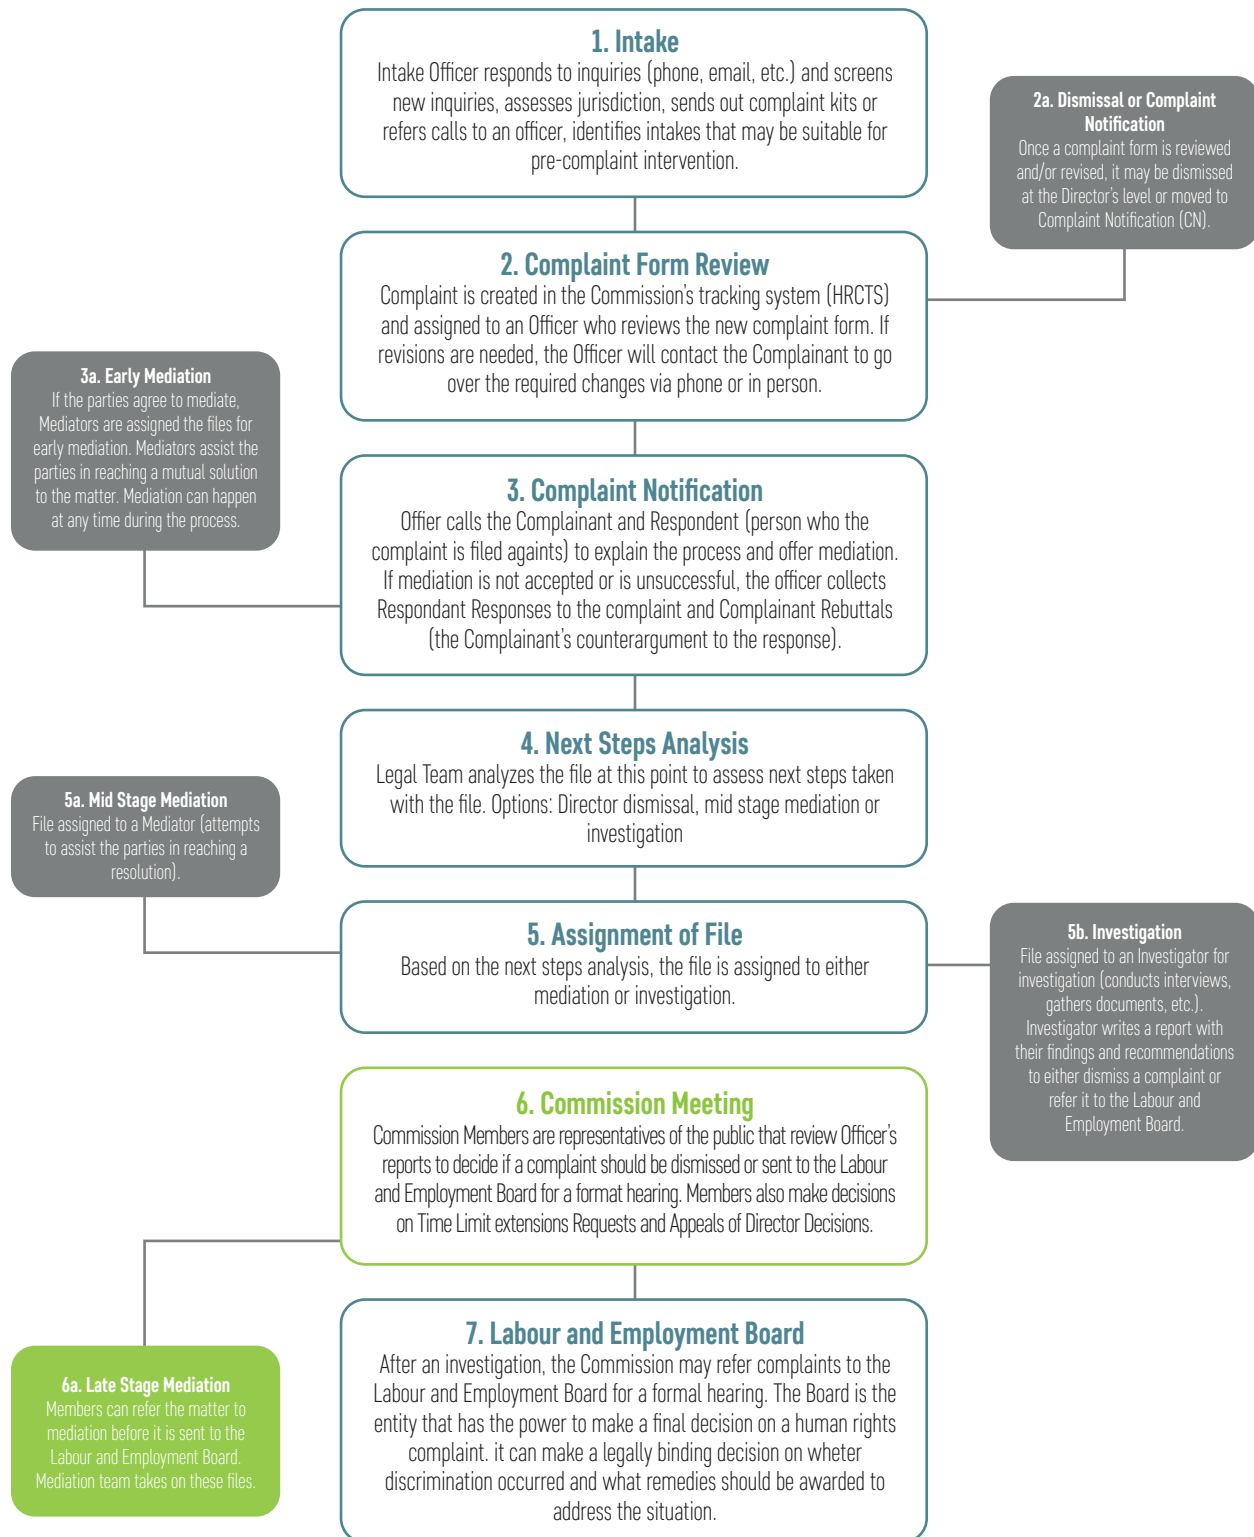 1. Intake
Intake Officer responds to inquiries (phone, email, etc.) and screens
new inquiries, assesses jurisdiction, sends out complaint kits or
refers calls to an officer, identifies intakes that may be suitable for
pre-complaint intervention.
2a. Dismissal or Complaint
Notification
Once a complaint form is reviewed
and/or revised, it may be dismissed
at the Director's level or moved to
Complaint Notification (CN).
2. Complaint Form Review
Complaint is created in the Commission's tracking system (HRCTS)
and assigned to an Officer who reviews the new complaint form. If
revisions are needed, the Officer will contact the Complainant to go
over the required changes via phone or in person.
3a. Early Mediation
If the parties agree to mediate,
Mediators are assigned the files for
early mediation. Mediators assist the
parties in reaching a mutual solution
to the matter. Mediation can happen
at any time during the process.
3. Complaint Notification
Offier calls the Complainant and Respondent (person who the
complaint is filed againts) to explain the process and offer mediation.
If mediation is not accepted or is unsuccessful, the officer collects
Respondant Responses to the complaint and Complainant Rebuttals
(the Complainant's counterargument to the response).
4. Next Steps Analysis
Legal Team analyzes the file at this point to assess next steps taken
with the file. Options: Director dismissal, mid stage mediation or
investigation
5a. Mid Stage Mediation
File assigned to a Mediator (attempts
to assist the parties in reaching a
resolution).
5. Assignment of File
Based on the next steps analysis, the file is assigned to either
mediation or investigation.
5b. Investigation
File assigned to an Investigator for
investigation (conducts interviews,
gathers documents, etc.).
Investigator writes a report with
their findings and recommendations
to either dismiss a complaint or
refer it to the Labour and
Employment Board.
6. Commission Meeting
Commission Members are representatives of the public that review Officer's
reports to decide if a complaint should be dismissed or sent to the Labour
and Employment Board for a format hearing. Members also make decisions
on Time Limit extensions Requests and Appeals of Director Decisions.
6a. Late Stage Mediation
Members can refer the matter to
mediation before it is sent to the
Labour and Employment Board.
Mediation team takes on these files.
7. Labour and Employment Board
After an investigation, the Commission may refer complaints to the
Labour and Employment Board for a formal hearing. The Board is the
entity that has the power to make a final decision on a human rights
complaint. it can make a legally binding decision on wheter
discrimination occurred and what remedies should be awarded to
address the situation.